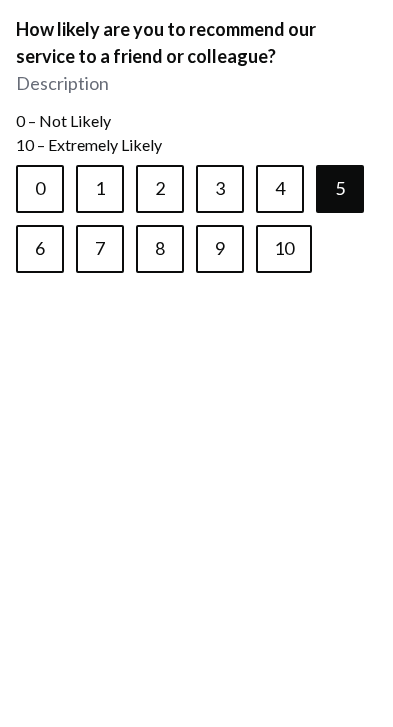 How likely are you to recommend our
service to a friend or colleague?
Description
0 – Not Likely
10 – Extremely Likely
0 1 2 3 4 5
6 7 8 9 10